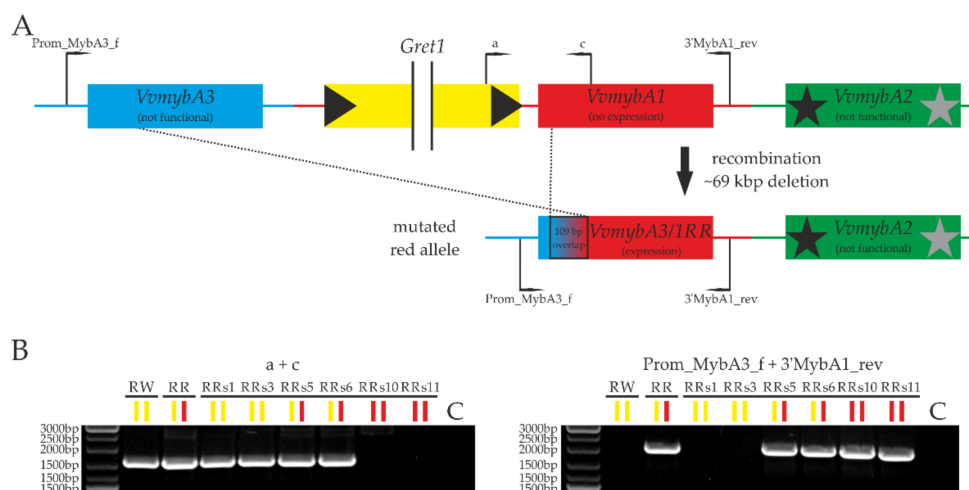 A
Prom_MybA3_f
Gret1
a
c
3'MybA1_rev
VvmybA3
(not functional)
VvmybA1
(no expression)
VvmybA2
(not functional)
recombination
~69 kbp deletion
mutated
red allele
109 bp
overlap
VvmybA3/1RR
(expression)
VvmybA2
(not functional)
Prom_MybA3_f
3'MybA1_rev
B
a + c
RW RR RRs1 RRs3 RRs5 RRs6 RRs10 RRs11
C
3000bp
2500bp
2000bp
1500bp
1500bp
Prom_MybA3_f + 3'MybA1_rev
RW RR RRs1 RRs3 RRs5 RRs6 RRs10 RRs11
C
3000bp
2500bp
2000bp
1500bp
1500bp